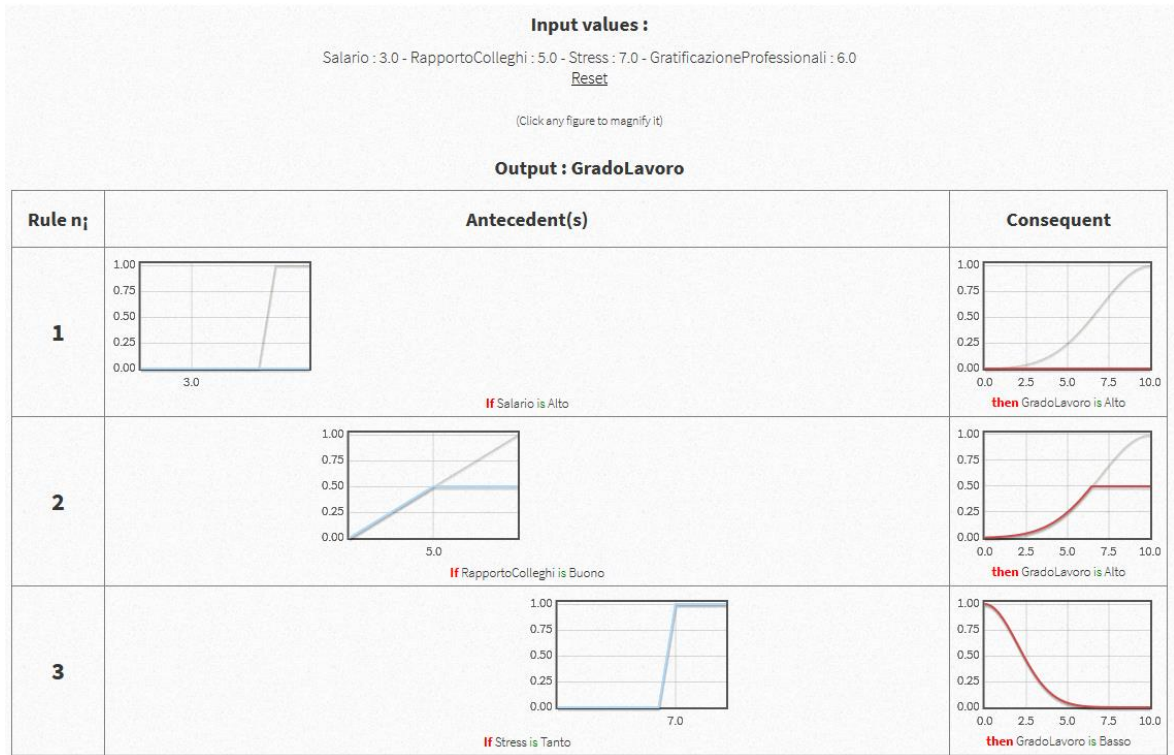 Input values :
Salario : 3.0 - RapportoColleghi : 5.0 - Stress : 7.0 - GratificazioneProfessionali : 6.0
Reset
(Click any figure to magnify it)
Output : GradoLavoro
Rule n¡ Antecedent(s) Consequent
1
1.00
0.75
0.50
0.25
0.00
3.0
If Salario is Alto
1.00
0.75
0.50
0.25
0.00
0.0 2.5 5.0 7.5 10.0
then GradoLavoro is Alto
2
1.00
0.75
0.50
0.25
0.00
5.0
If RapportoColleghi is Buono
1.00
0.75
0.50
0.25
0.00
0.0 2.5 5.0 7.5 10.0
then GradoLavoro is Alto
3
1.00
0.75
0.50
0.25
0.00
7.0
If Stress is Tanto
1.00
0.75
0.50
0.25
0.00
0.0 2.5 5.0 7.5 10.0
then GradoLavoro is Basso